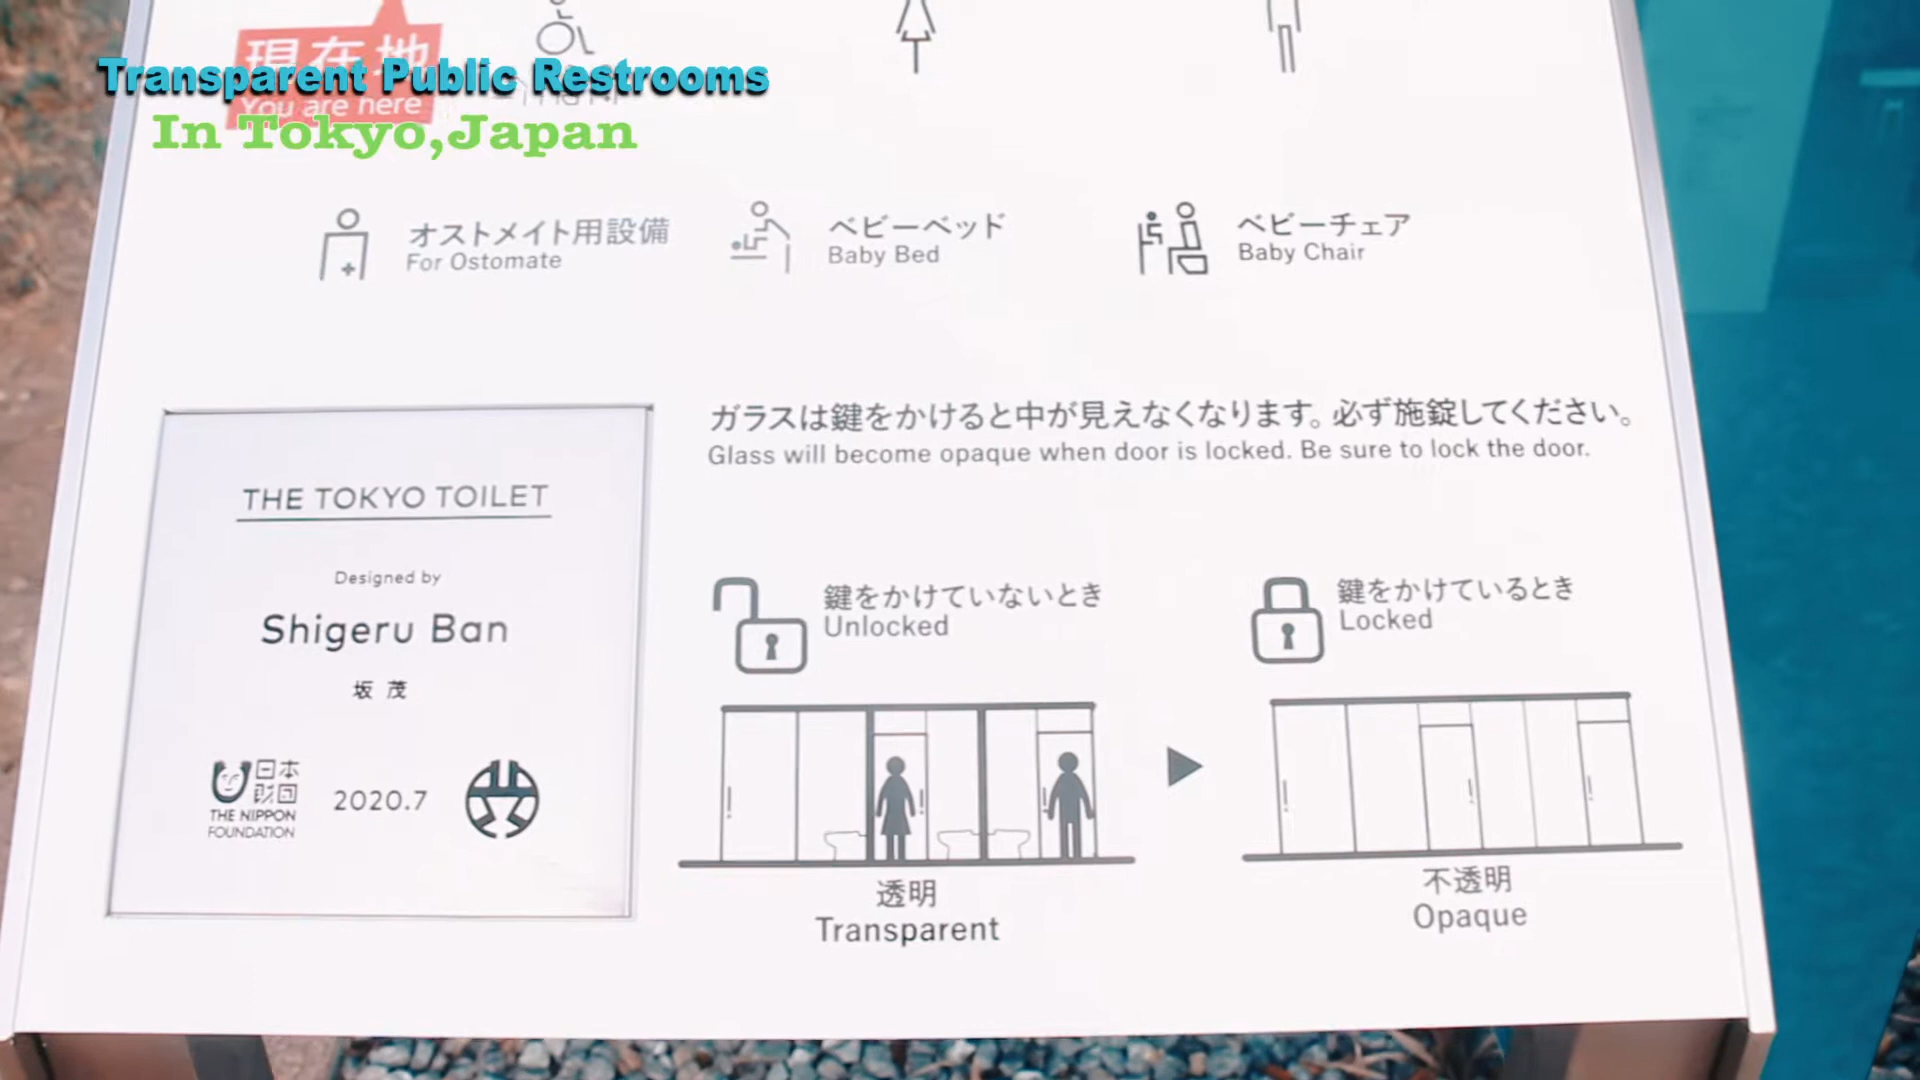 現在地
You are here
Transparent Public Restrooms
In Tokyo,Japan
オストメイト用設備
For Ostomate
ベビーベッド
Baby Bed
ベビーチェア
Baby Chair
ガラスは鍵をかけると中が見えなくなります。必ず施錠してください。
Glass will become opaque when door is locked. Be sure to lock the door.
THE TOKYO TOILET
Designed by
Shigeru Ban
坂 茂
日本
財団
THE NIPPON
FOUNDATION
2020.7
鍵をかけていないとき
Unlocked
鍵をかけているとき
Locked
透明
Transparent
不透明
Opaque